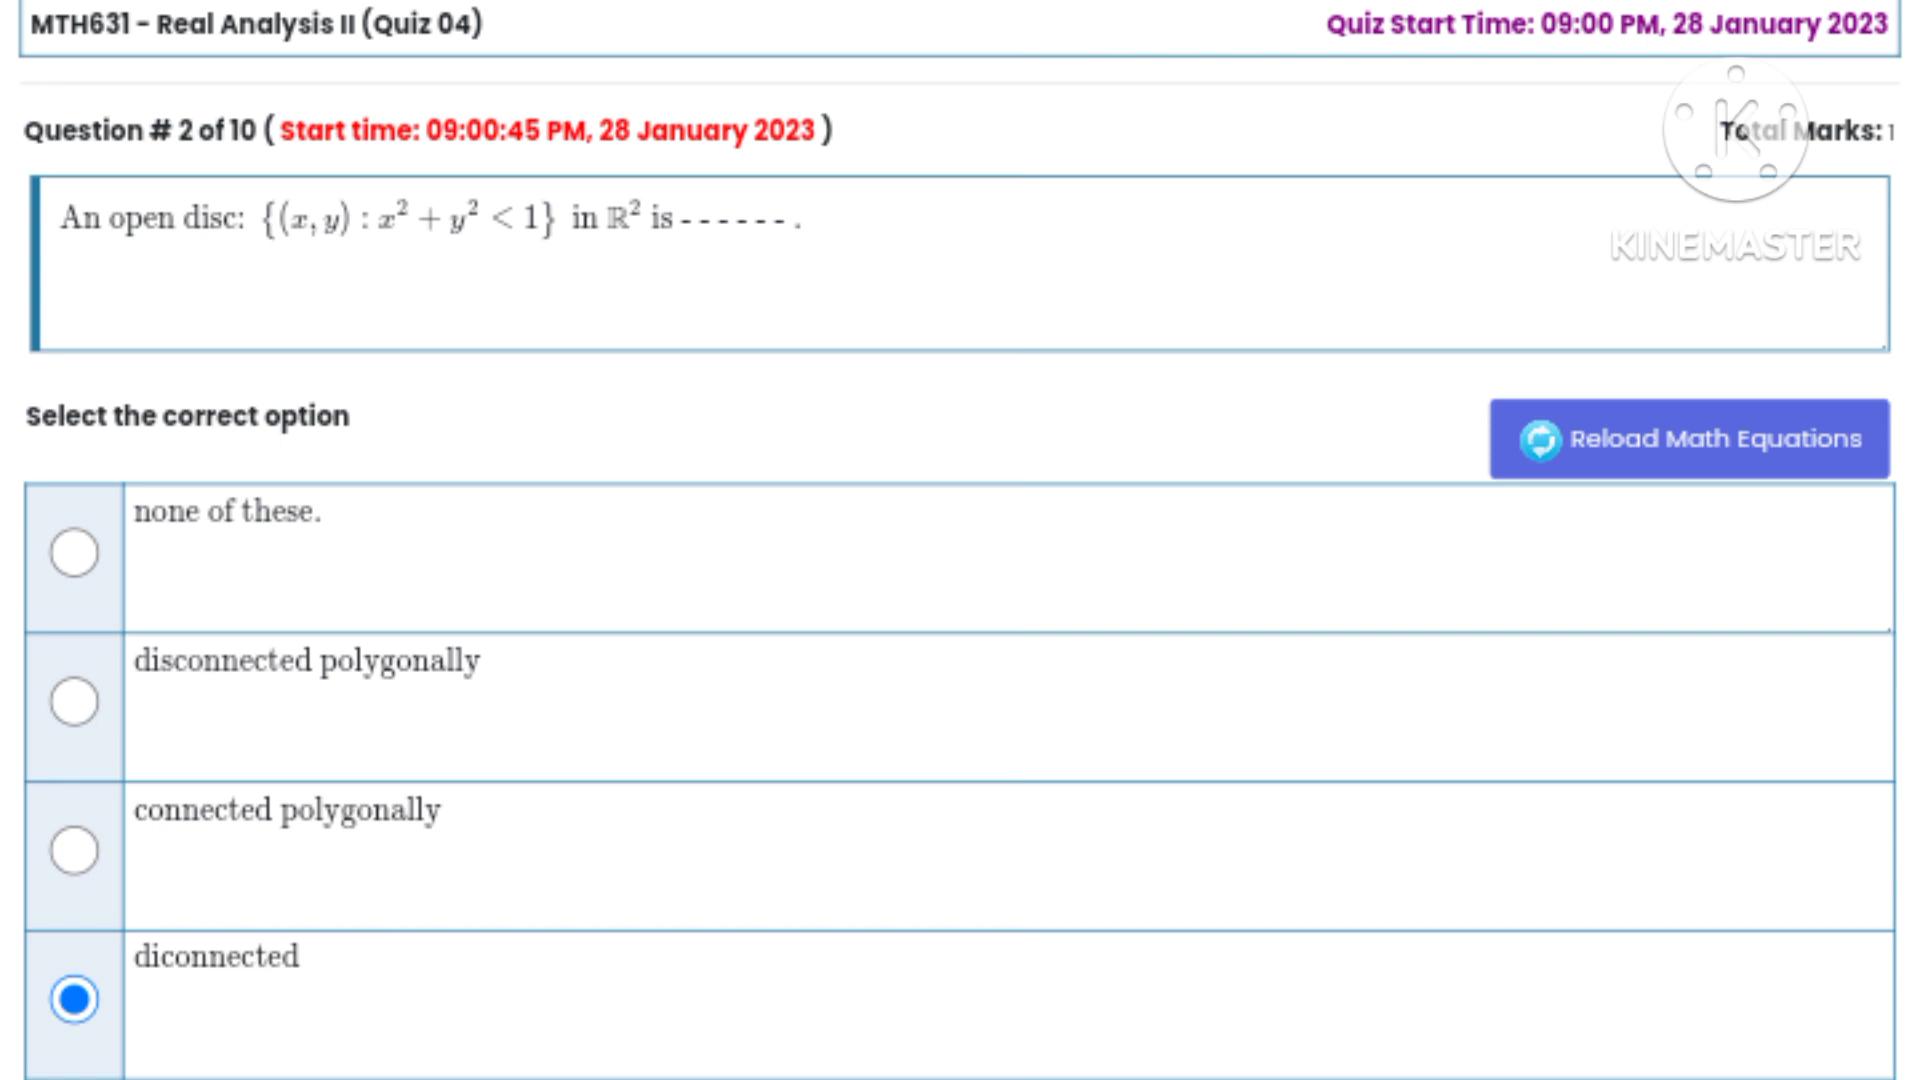 MTH631 - Real Analysis II (Quiz 04)
Quiz Start Time: 09:00 PM, 28 January 2023
Question # 2 of 10 ( Start time: 09:00:45 PM, 28 January 2023 )
Total Marks: 1
An open disc: {(x, y) : x² + y² < 1} in ℝ² is - - - - - - .
KINEMASTER
Select the correct option
Reload Math Equations
none of these.
disconnected polygonally
connected polygonally
diconnected